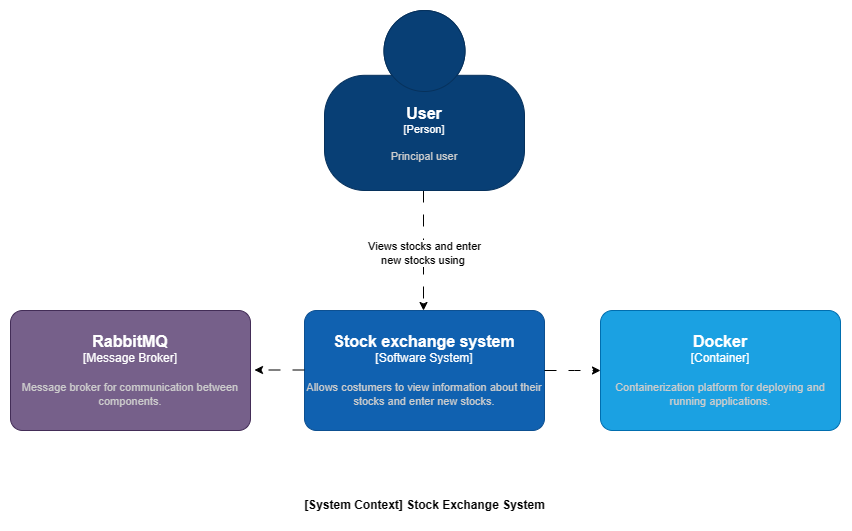 User
[Person]
Principal user
Views stocks and enter
new stocks using
RabbitMQ
[Message Broker]
Message broker for communication between
components.
Stock exchange system
[Software System]
Allows costumers to view information about their
stocks and enter new stocks.
Docker
[Container]
Containerization platform for deploying and
running applications.
[System Context] Stock Exchange System